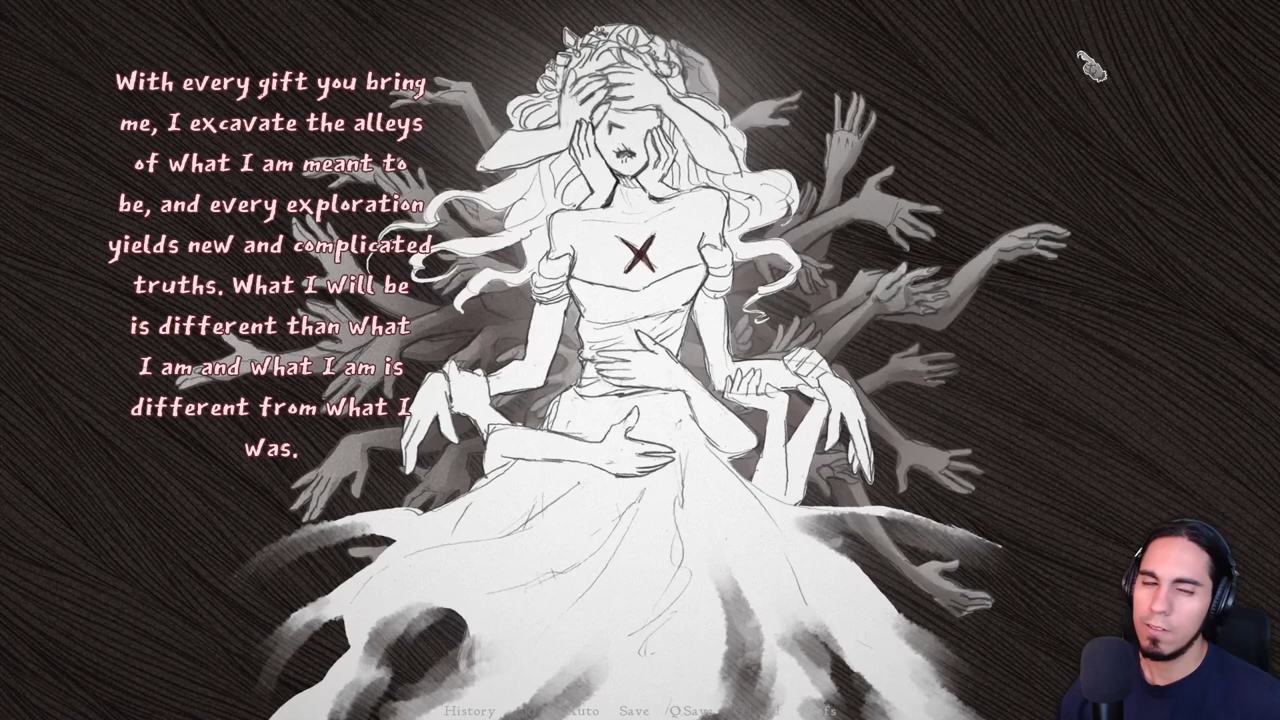 With every gift you bring
me, I excavate the alleys
of what I am meant to
be, and every exploration
yields new and complicated
truths. What I will be
is different than what
I am and what I am is
different from what I
was.
History Auto Save Q.Save